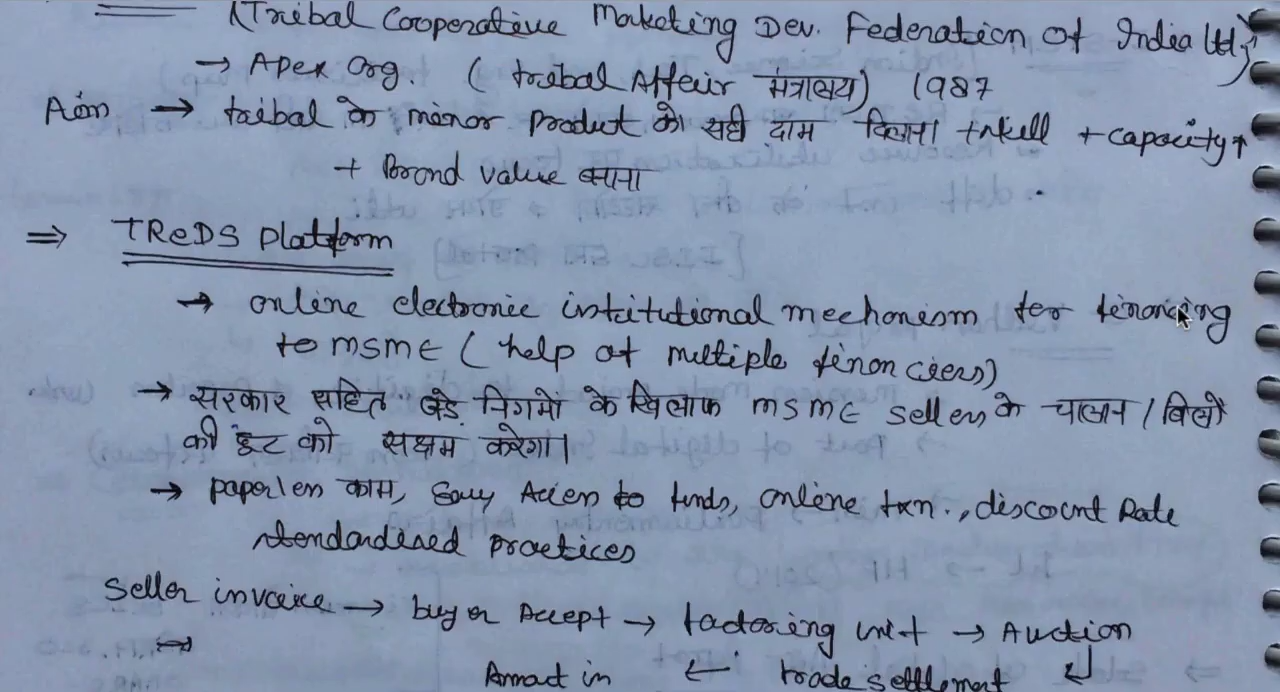 (Tribal Cooperative Marketing Dev. Federation of India Ltd)
→ Apex org. (tribal Affair मंत्रालय) 1987
Aim → tribal के minor product को सही दाम दिलाना +skill +capacity↑
+ Brand value बनाना
⇒ TReDS platform
→ online electronic institutional mechanism for financing
to MSME (help of multiple financiers)
→ सरकार सहित बड़े निगमों के खिलाफ MSME sellers के चालान / बिलों
की छूट को सक्षम करेगा।
→ paperless काम, Easy Access to funds, online txn., discount Rate
standardised practices
Seller invoice → buyer Accept → factoring unit → Auction
Amout in ← trade settlement ↲